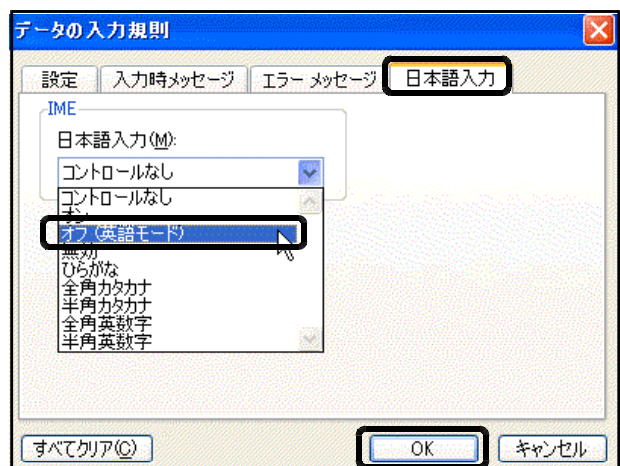 データの入力規則
設定 入力時メッセージ エラー メッセージ 日本語入力
IME
日本語入力(M):
コントロールなし
コントロールなし
オン
オフ (英語モード)
無効
ひらがな
全角カタカナ
半角カタカナ
全角英数字
半角英数字
すべてクリア(C) OK キャンセル